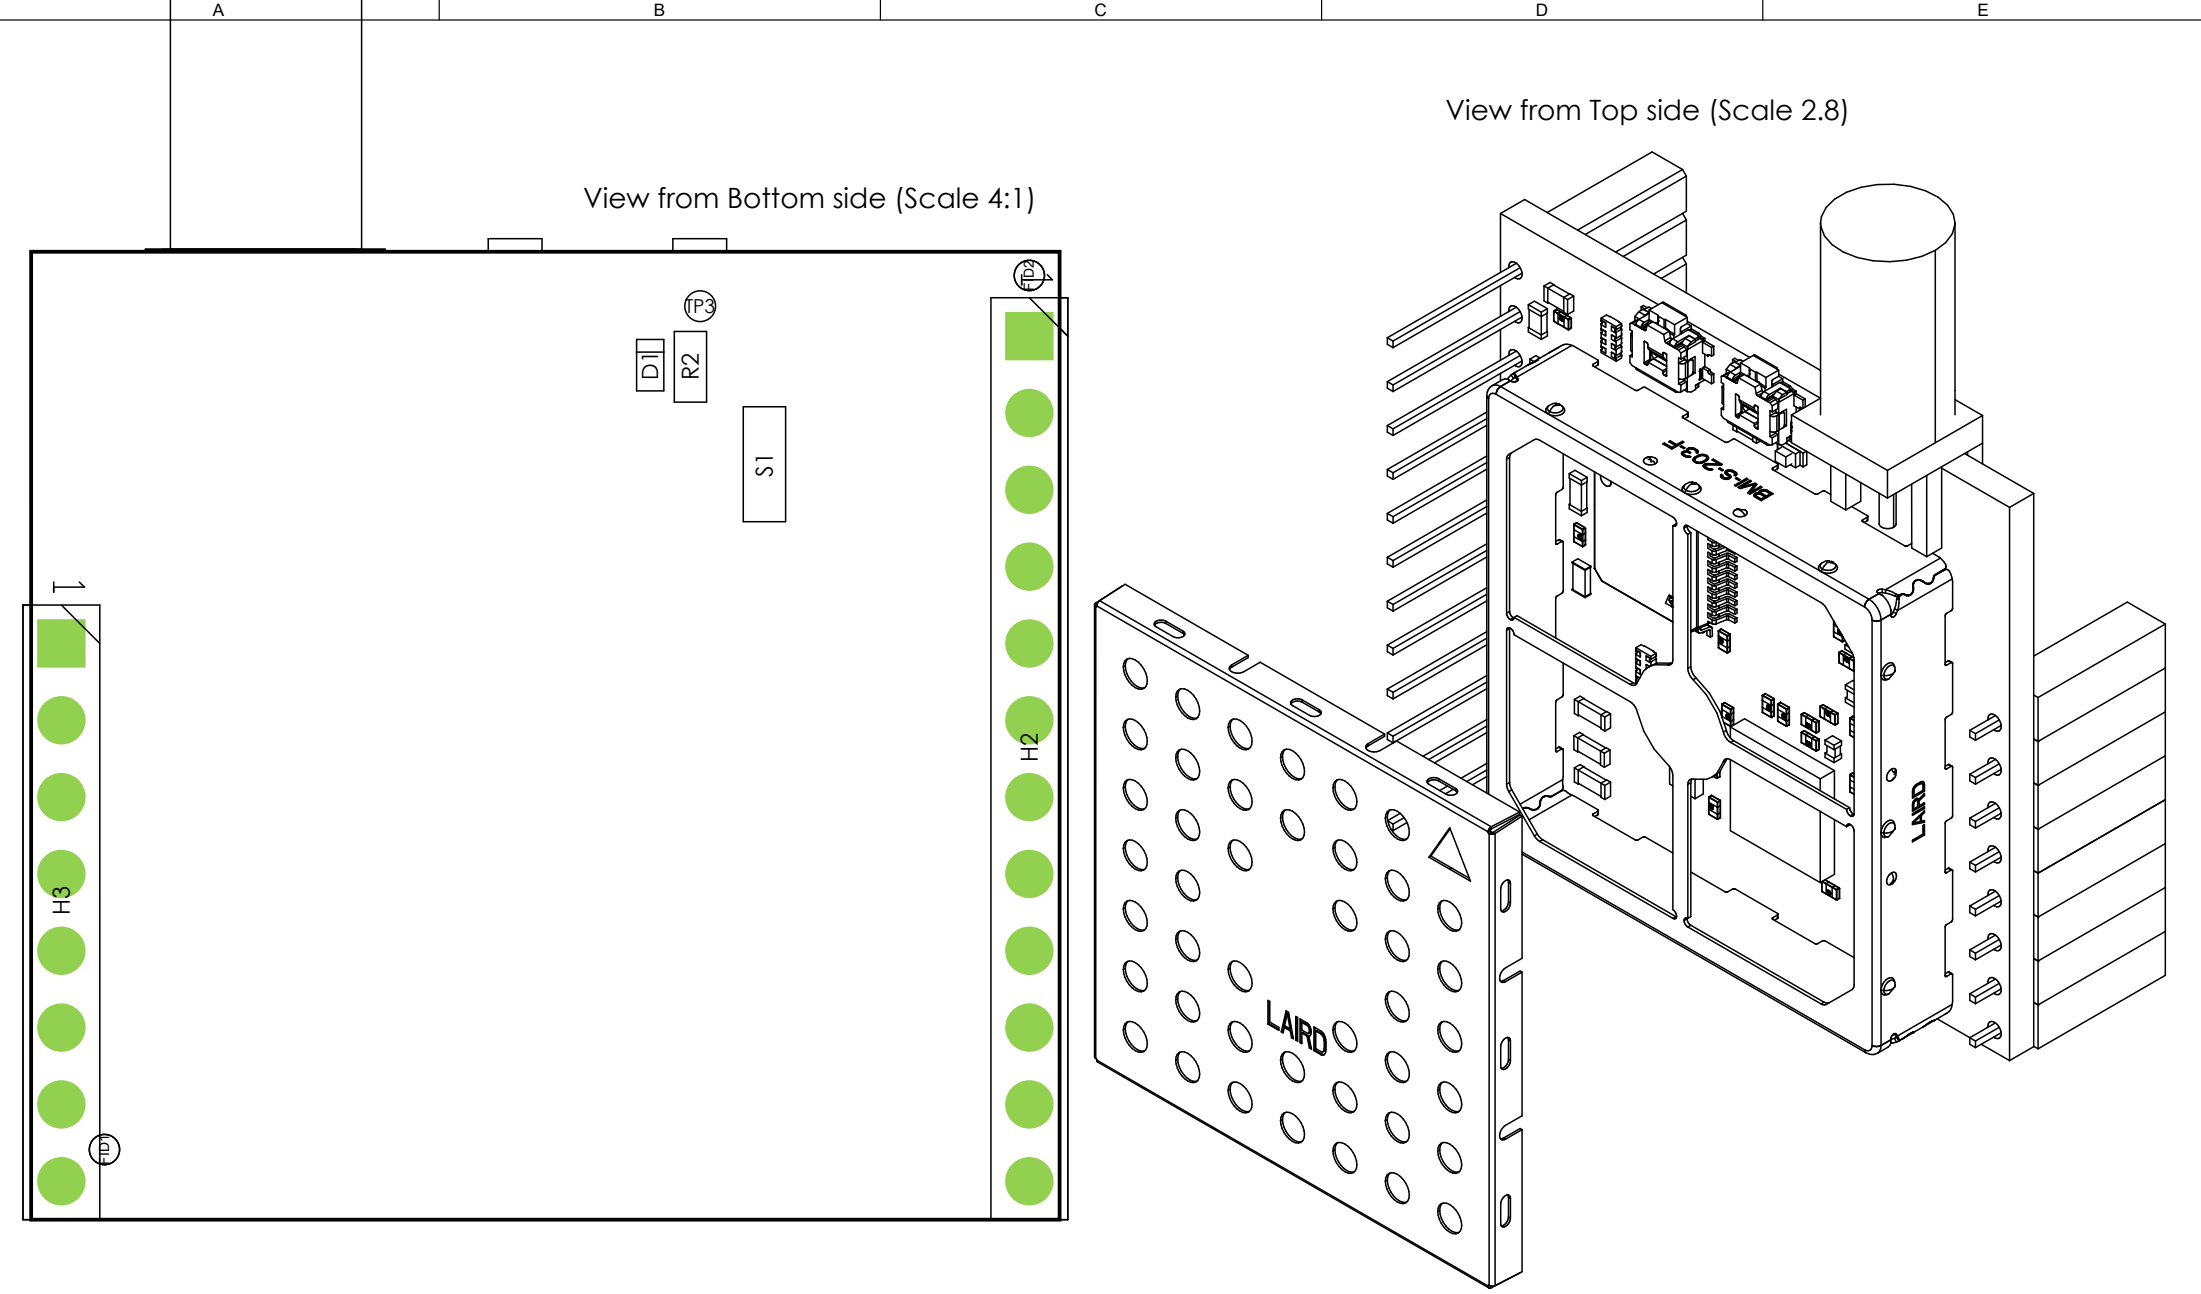 A B C D E
View from Top side (Scale 2.8)
View from Bottom side (Scale 4:1)
FID2
1
TP3
D1
R2
S1
1
H2
H3
FID1
BMI-S-203-F
LAIRD
LAIRD